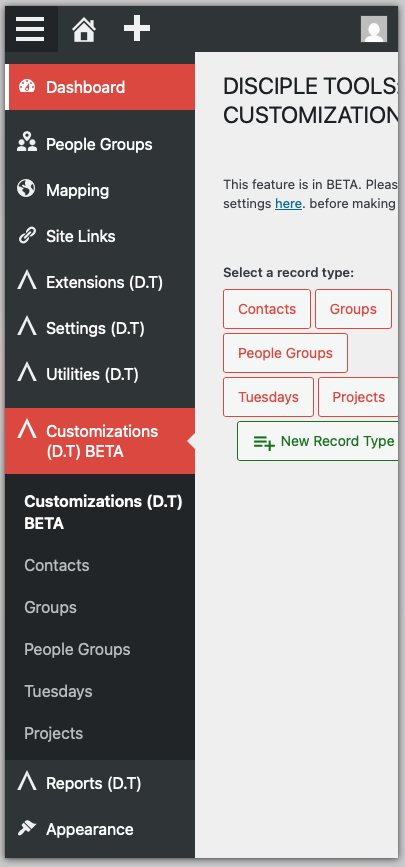 Dashboard
People Groups
Mapping
Site Links
Extensions (D.T)
Settings (D.T)
Utilities (D.T)
Customizations
(D.T) BETA
Customizations (D.T)
BETA
Contacts
Groups
People Groups
Tuesdays
Projects
Reports (D.T)
Appearance
DISCIPLE TOOLS:
CUSTOMIZATION
This feature is in BETA. Pleas
settings here. before making
Select a record type:
Contacts
Groups
People Groups
Tuesdays
Projects
New Record Type